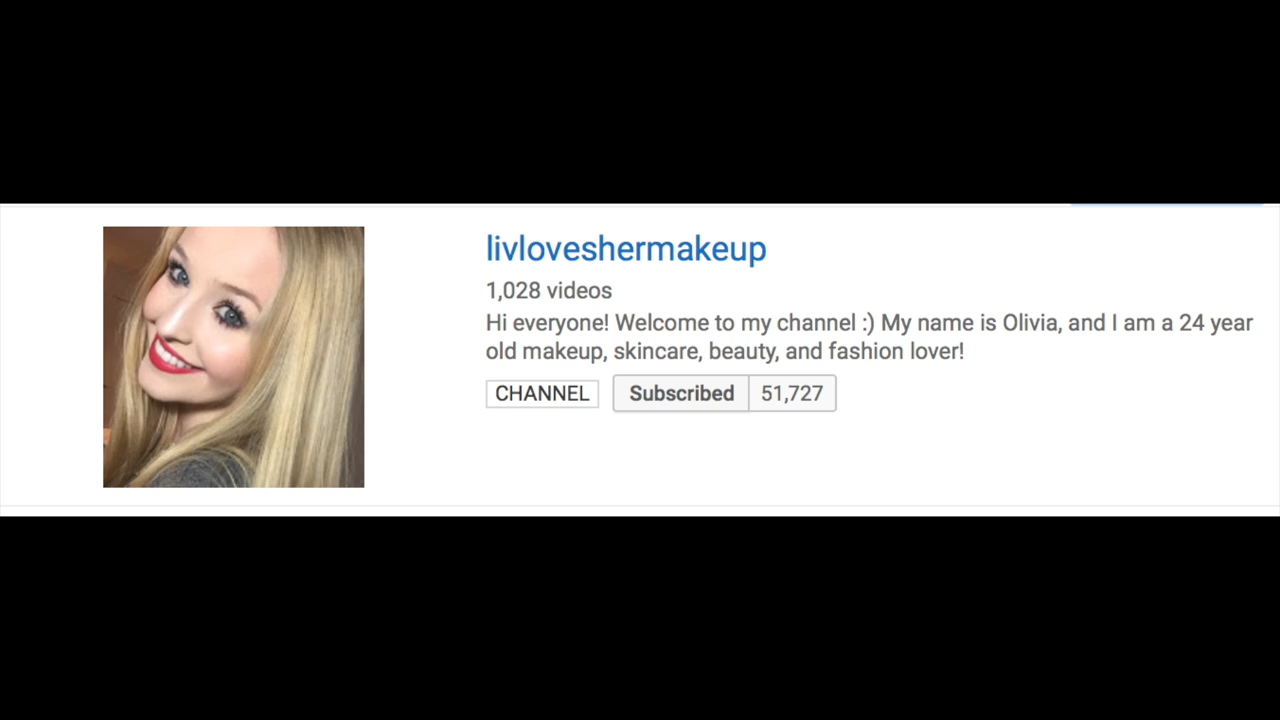 livloveshermakeup
1,028 videos
Hi everyone! Welcome to my channel :) My name is Olivia, and I am a 24 year
old makeup, skincare, beauty, and fashion lover!
CHANNEL Subscribed 51,727